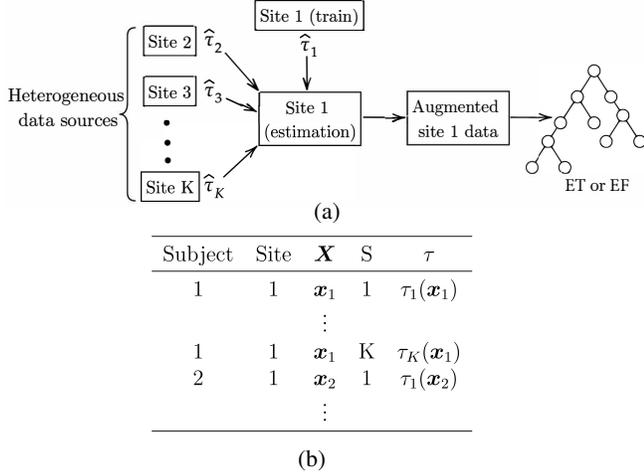 Site 1 (train)
Site 2 τ̂₂
τ̂₁
Heterogeneous
data sources
Site 3 τ̂₃
Site 1
(estimation)
Augmented
site 1 data
Site K τ̂_K
ET or EF
(a)
Subject Site X S τ
1 1 x₁ 1 τ₁(x₁)
⋮
1 1 x₁ K τ_K(x₁)
2 1 x₂ 1 τ₁(x₂)
⋮
(b)